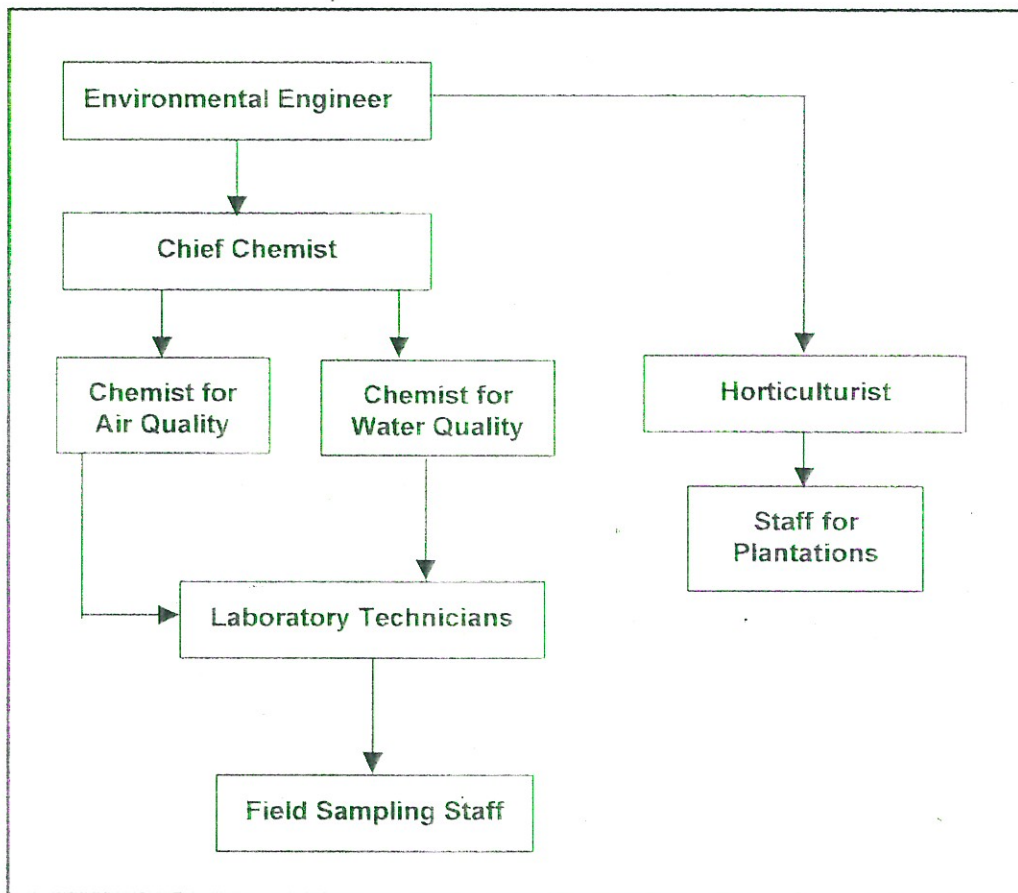 Environmental Engineer
Chief Chemist
Chemist for
Air Quality
Chemist for
Water Quality
Horticulturist
Staff for
Plantations
Laboratory Technicians
Field Sampling Staff